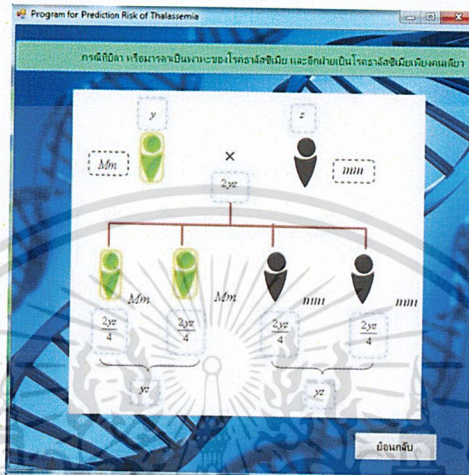 Program for Prediction Risk of Thalassemia
กรณีที่บิดา หรือมารดาเป็นพาหะของโรคธาลัสซีเมีย และอีกฝ่ายเป็นโรคธาลัสซีเมียเพียงคนเดียว
y z
Mm × mm
2yz
Mm Mm mm mm
2yz/4 2yz/4 2yz/4 2yz/4
yz yz
ย้อนกลับ